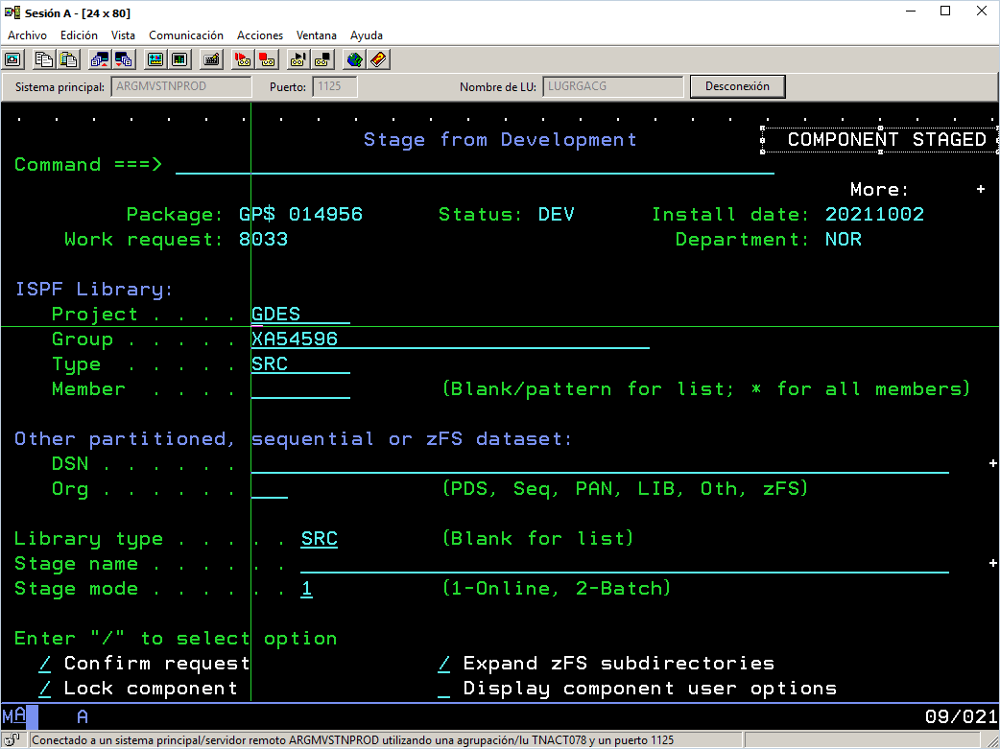 Sesión A - [24 x 80]
Archivo Edición Vista Comunicación Acciones Ventana Ayuda
Sistema principal: ARGMVSTNPROD Puerto: 1125 Nombre de LU: LUGRGACG Desconexión
. . . . . . . . . . . . . . . . . . . . . . . . . . .
Stage from Development COMPONENT STAGED
Command ===>
More: +
Package: GP$ 014956 Status: DEV Install date: 20211002
Work request: 8033 Department: NOR
ISPF Library:
Project . . . . GDES
Group . . . . . XA54596
Type . . . . . SRC
Member . . . . (Blank/pattern for list; * for all members)
Other partitioned, sequential or zFS dataset:
DSN . . . . . . +
Org . . . . . . (PDS, Seq, PAN, LIB, Oth, zFS)
Library type . . . . . SRC (Blank for list)
Stage name . . . . . . +
Stage mode . . . . . . 1 (1-Online, 2-Batch)
Enter "/" to select option
/ Confirm request / Expand zFS subdirectories
/ Lock component _ Display component user options
MA A 09/021
Conectado a un sistema principal/servidor remoto ARGMVSTNPROD utilizando una agrupación/lu TNACT078 y un puerto 1125